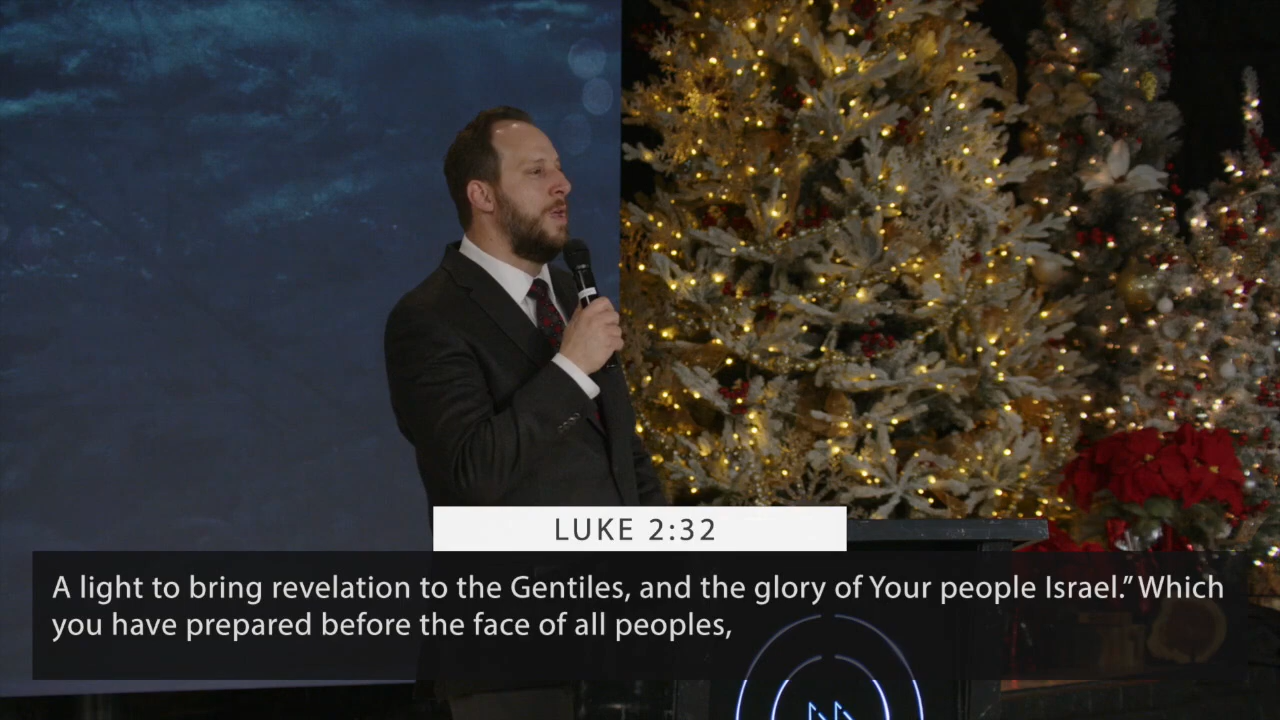 LUKE 2:32
A light to bring revelation to the Gentiles, and the glory of Your people Israel.” Which
you have prepared before the face of all peoples,